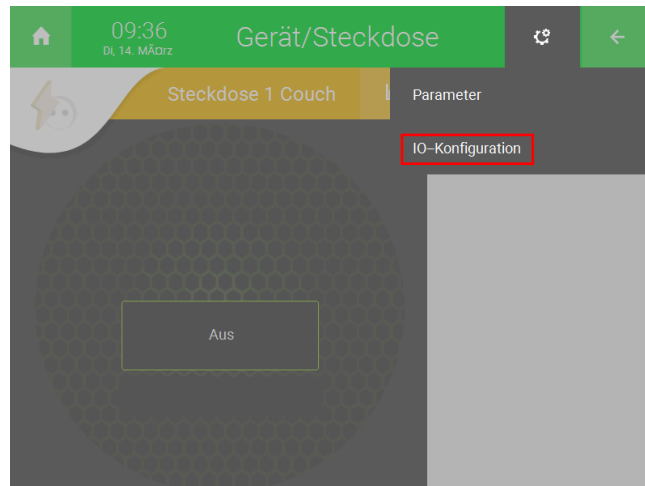 09:36
Di, 14. MÃ¤rz
Gerät/Steckdose
Steckdose 1 Couch
Parameter
IO-Konfiguration
Aus